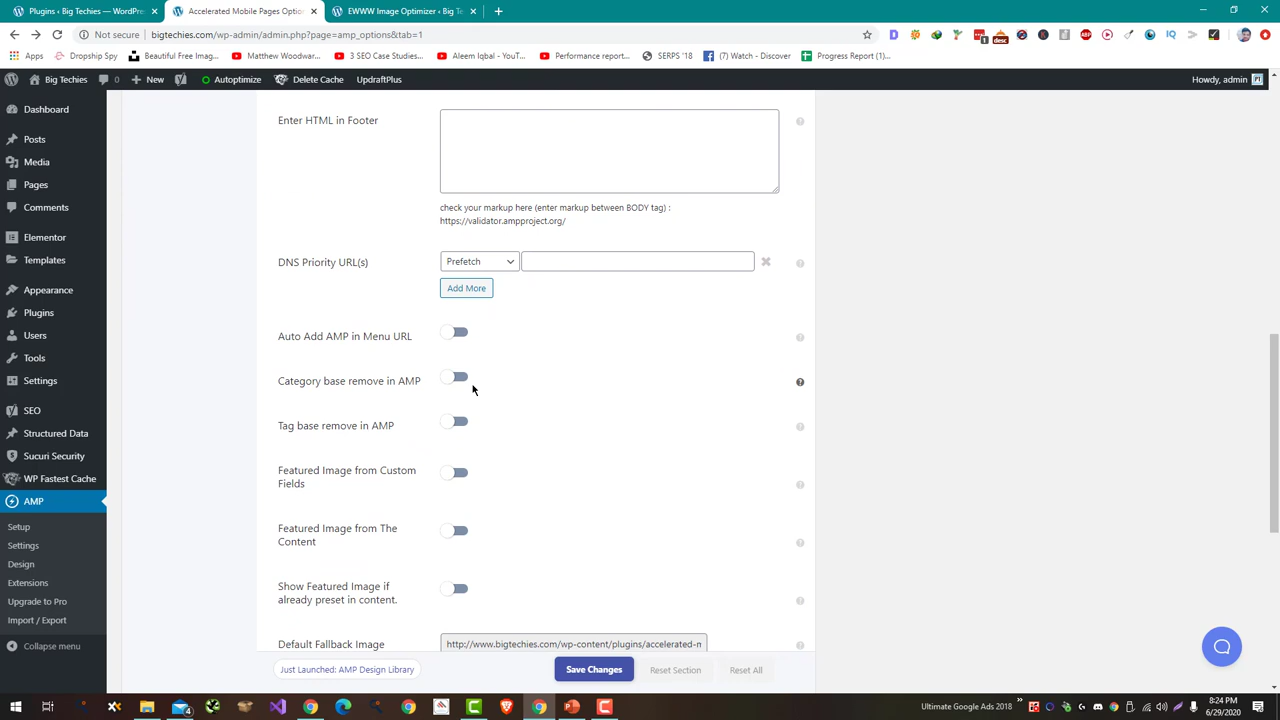 Plugins ‹ Big Techies — WordPre
Accelerated Mobile Pages Optio
EWWW Image Optimizer ‹ Big Te
Not secure
bigtechies.com/wp-admin/admin.php?page=amp_options&tab=1
Apps
Dropship Spy
Beautiful Free Imag...
Matthew Woodwar...
3 SEO Case Studies...
Aleem Iqbal - YouT...
Performance report...
SERPS '18
(7) Watch - Discover
Progress Report (1)...
Big Techies
0
New
Autoptimize
Delete Cache
UpdraftPlus
Howdy, admin
Dashboard
Posts
Media
Pages
Comments
Elementor
Templates
Appearance
Plugins
Users
Tools
Settings
SEO
Structured Data
Sucuri Security
WP Fastest Cache
AMP
Setup
Settings
Design
Extensions
Upgrade to Pro
Import / Export
Collapse menu
Enter HTML in Footer
check your markup here (enter markup between BODY tag) :
https://validator.ampproject.org/
DNS Priority URL(s)
Prefetch
Add More
Auto Add AMP in Menu URL
Category base remove in AMP
Tag base remove in AMP
Featured Image from Custom
Fields
Featured Image from The
Content
Show Featured Image if
already preset in content.
Default Fallback Image
http://www.bigtechies.com/wp-content/plugins/accelerated-m
Just Launched: AMP Design Library
Save Changes
Reset Section
Reset All
Ultimate Google Ads 2018
8:24 PM
6/29/2020